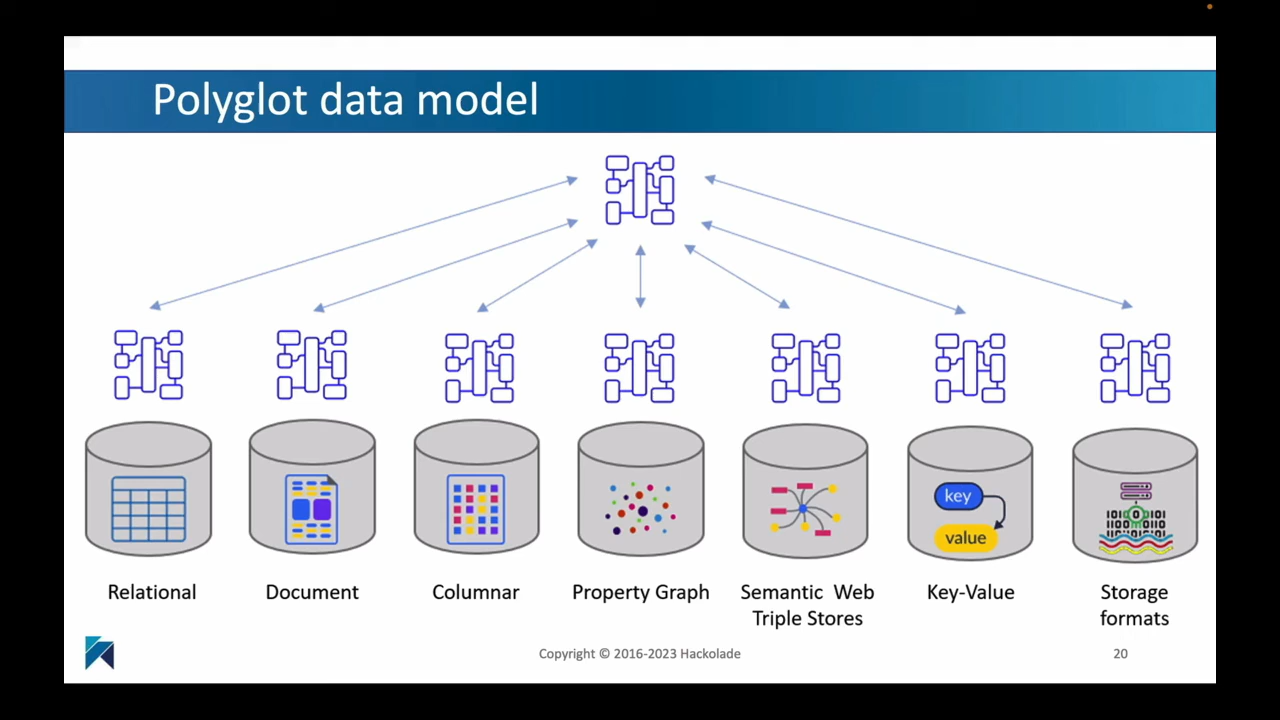 Polyglot data model
key
value
Relational
Document
Columnar
Property Graph
Semantic Web
Triple Stores
Key-Value
Storage
formats
Copyright © 2016-2023 Hackolade
20